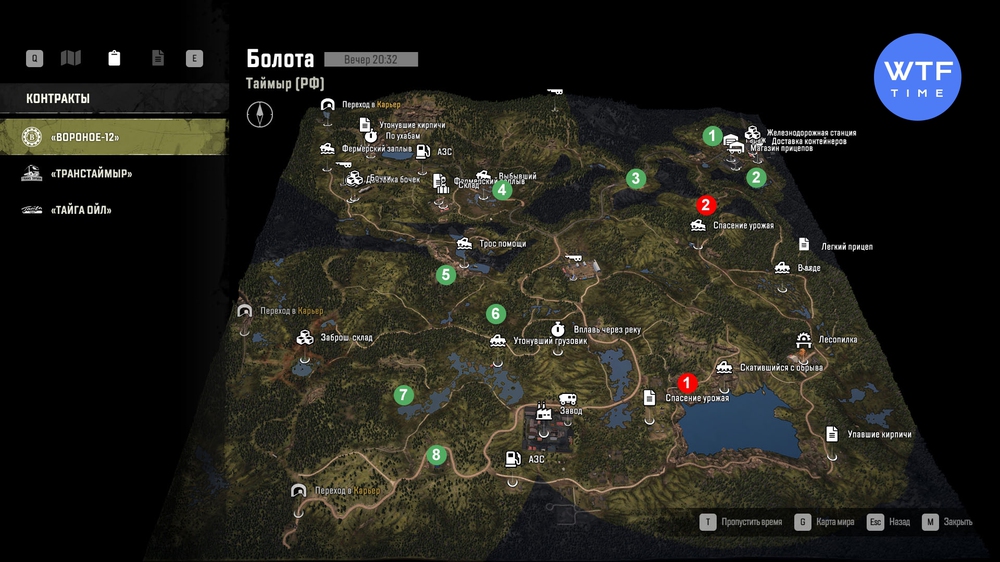 Q
E
Болота
Вечер 20:32
Таймыр (РФ)
WTF
TIME
КОНТРАКТЫ
«ВОРОНОЕ-12»
«ТРАНСТАЙМЫР»
«ТАЙГА ОЙЛ»
Переход в Карьер
Утонувшие кирпичи
По ухабам
Фермерский заплыв
АЗС
1
Железнодорожная станция
Доставка контейнеров
Магазин прицепов
бочек
Выбывший
Фермерский заплыв
Склад
4
3
2
2
Спасение урожая
Трос помощи
Легкий прицеп
5
6
Переход в Карьер
Заброш. склад
Вплавь через реку
Утонувший грузовик
Лесопилка
Скатившийся с обрыва
1
Спасение урожая
7
Завод
Упавшие кирпичи
8
АЗС
Переход в Карьер
T Пропустить время
G Карта мира
Esc Назад
M Закрыть